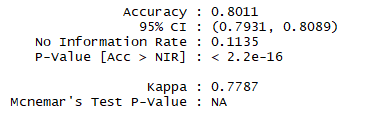 Accuracy : 0.8011
95% CI : (0.7931, 0.8089)
No Information Rate : 0.1135
P-Value [Acc > NIR] : < 2.2e-16
Kappa : 0.7787
Mcnemar's Test P-Value : NA